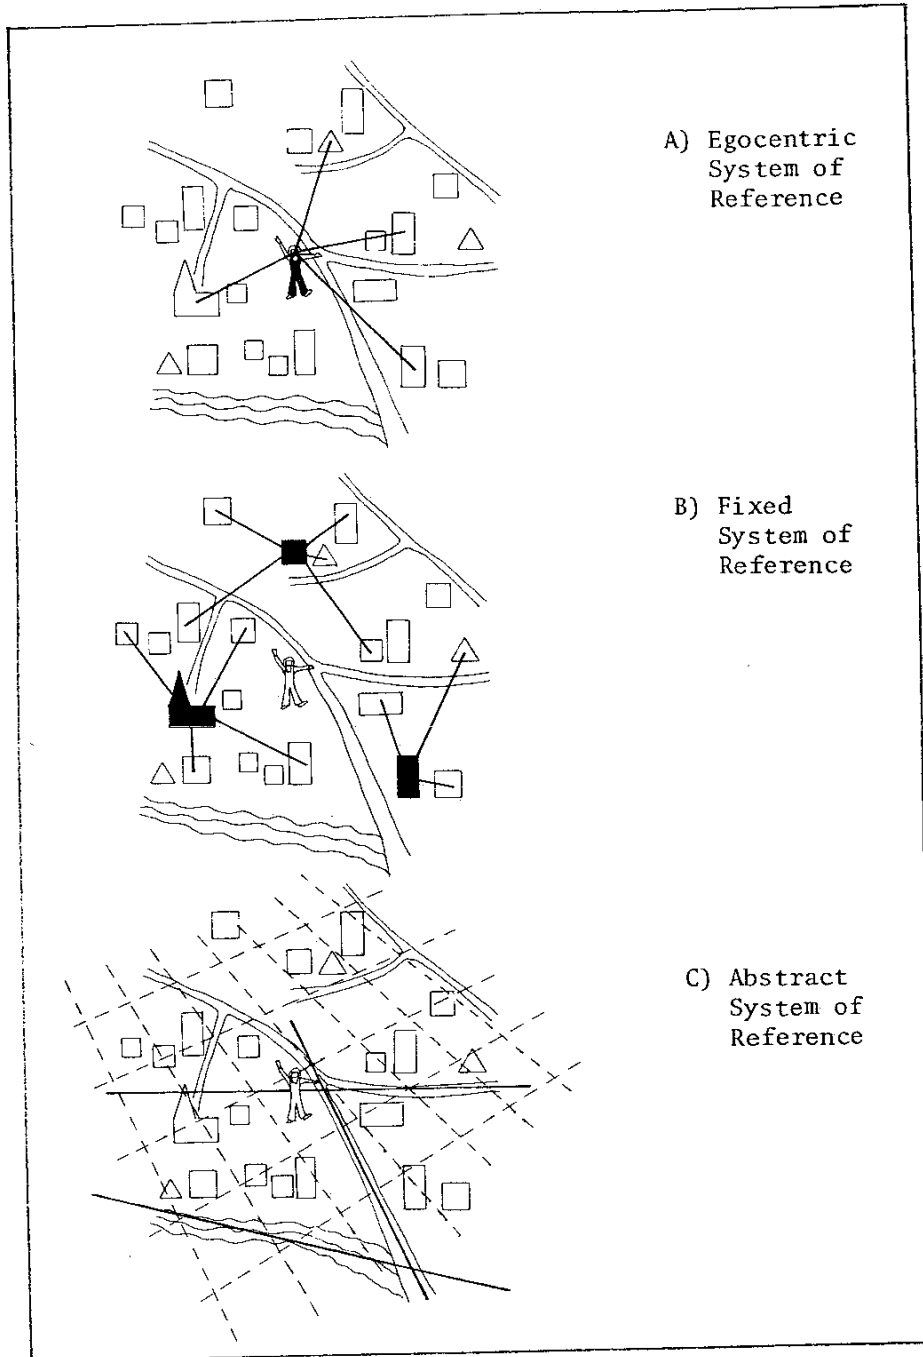 A) Egocentric
System of
Reference
B) Fixed
System of
Reference
C) Abstract
System of
Reference